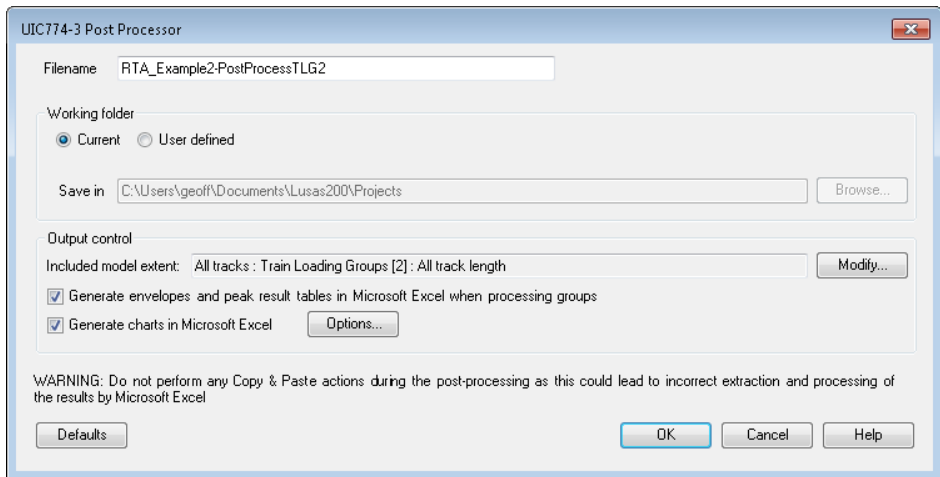 UIC774-3 Post Processor
Filename RTA_Example2-PostProcessTLG2
Working folder
Current User defined
Save in C:\Users\geoff\Documents\Lusas200\Projects Browse...
Output control
Included model extent: All tracks : Train Loading Groups [2] : All track length Modify...
Generate envelopes and peak result tables in Microsoft Excel when processing groups
Generate charts in Microsoft Excel Options...
WARNING: Do not perform any Copy & Paste actions during the post-processing as this could lead to incorrect extraction and processing of
the results by Microsoft Excel
Defaults OK Cancel Help